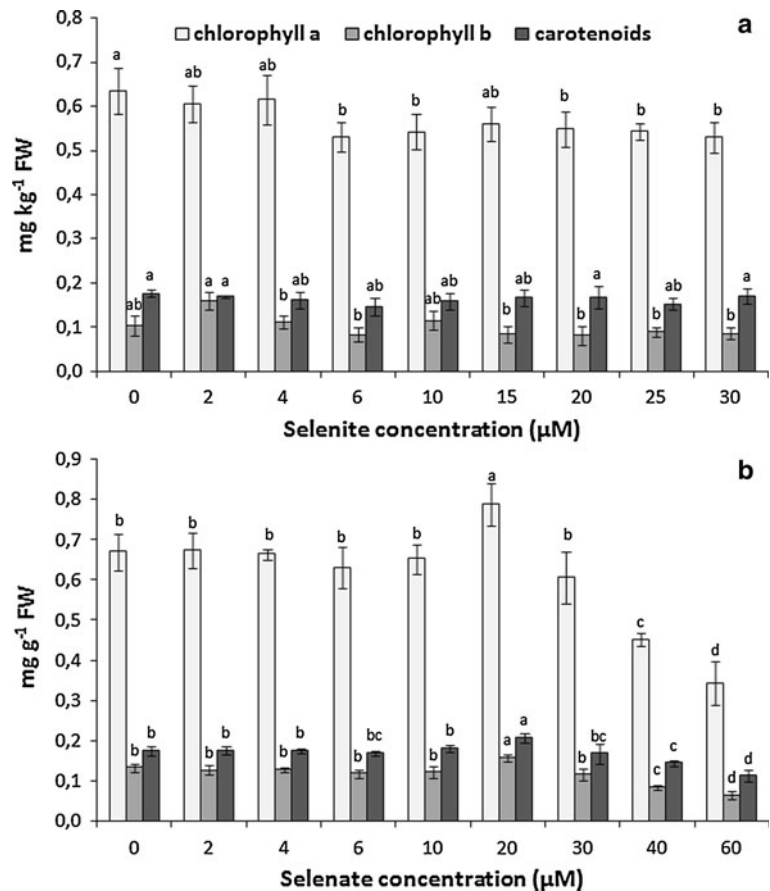 0,8 chlorophyll a chlorophyll b carotenoids a
a ab ab b b ab b b b
0,7
0,6
0,5
0,4
0,3
0,2
0,1
0,0
mg kg-1 FW
ab a a a b ab b ab ab ab b ab b a b ab b a
0 2 4 6 10 15 20 25 30
Selenite concentration (µM)
0,9 b
b b b b b a b c d
0,8
0,7
0,6
0,5
0,4
0,3
0,2
0,1
0,0
mg g-1 FW
b b b b b b b bc b b a a b bc c c d d
0 2 4 6 10 20 30 40 60
Selenate concentration (µM)